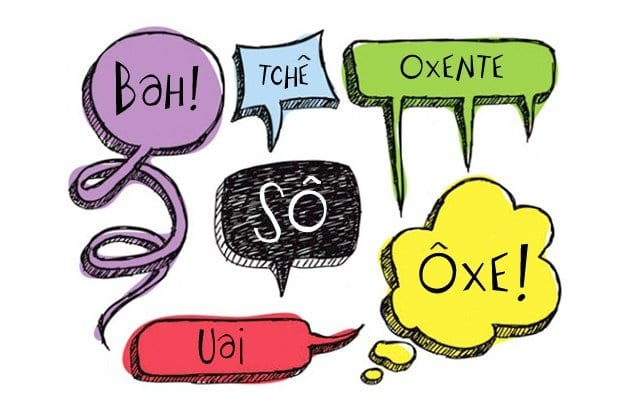 Bah!
TCHÊ
OXENTE
SÔ
ÔXE!
Uai